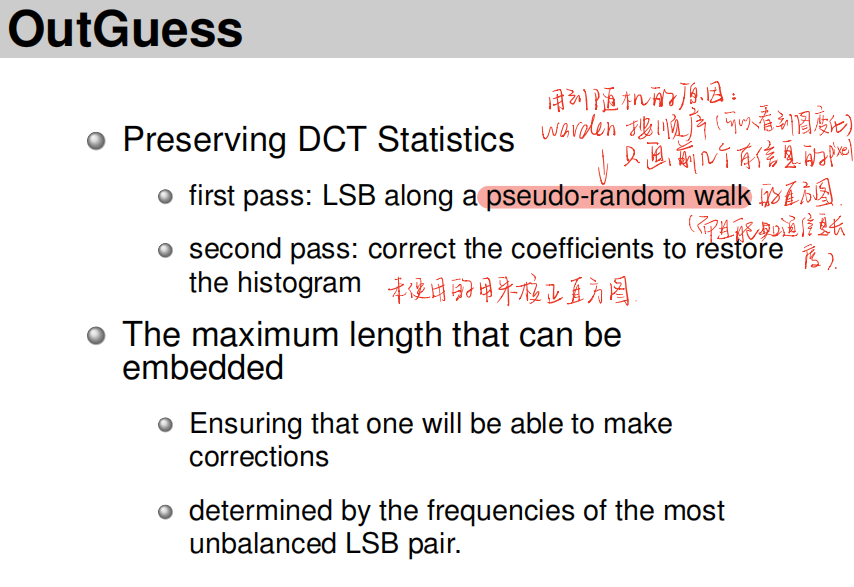 OutGuess
用到随机的原因:
warden 按顺序 (可以看到图变化)
只画前几个有信息的pixel
Preserving DCT Statistics
first pass: LSB along a pseudo-random walk 的直方图.
(而且能知道信息长
度).
second pass: correct the coefficients to restore
the histogram 未使用的用来校正直方图.
The maximum length that can be
embedded
Ensuring that one will be able to make
corrections
determined by the frequencies of the most
unbalanced LSB pair.